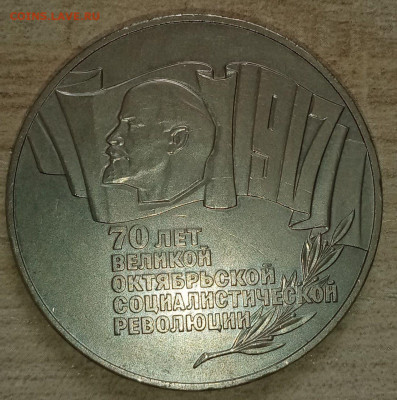 1917
70 ЛЕТ
ВЕЛИКОЙ
ОКТЯБРЬСКОЙ
СОЦИАЛИСТИЧЕСКОЙ
РЕВОЛЮЦИИ